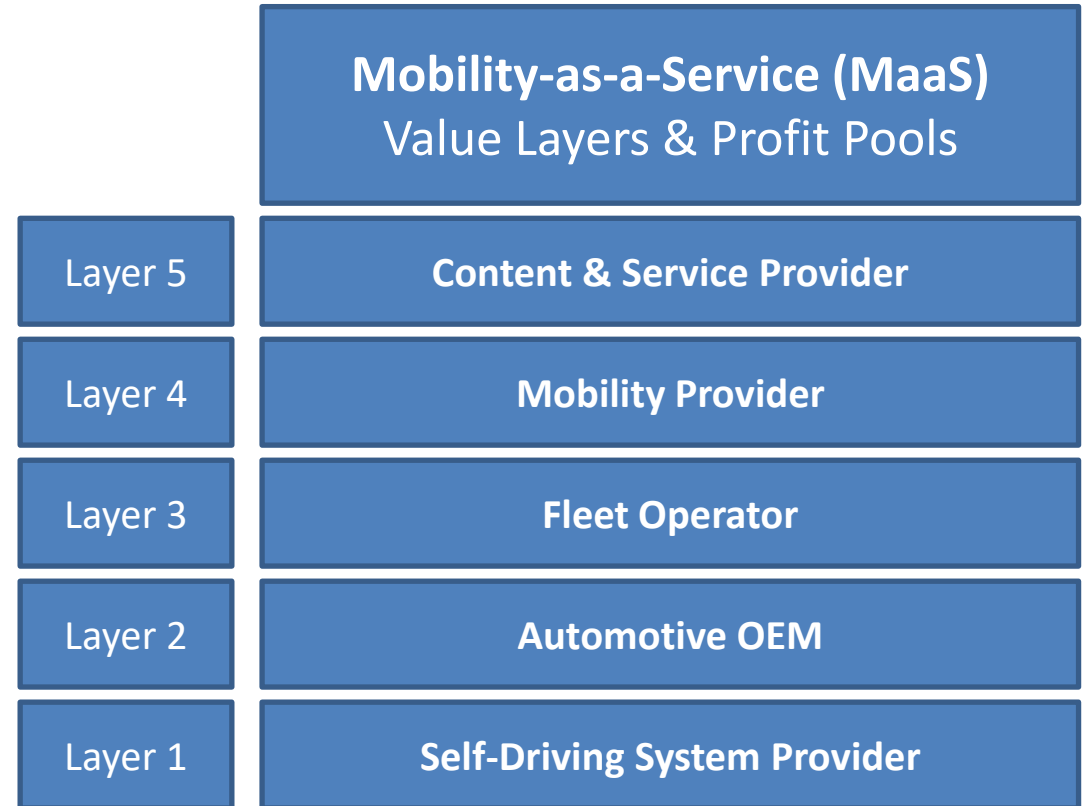 Mobility-as-a-Service (MaaS)
Value Layers & Profit Pools
Layer 5
Content & Service Provider
Layer 4
Mobility Provider
Layer 3
Fleet Operator
Layer 2
Automotive OEM
Layer 1
Self-Driving System Provider